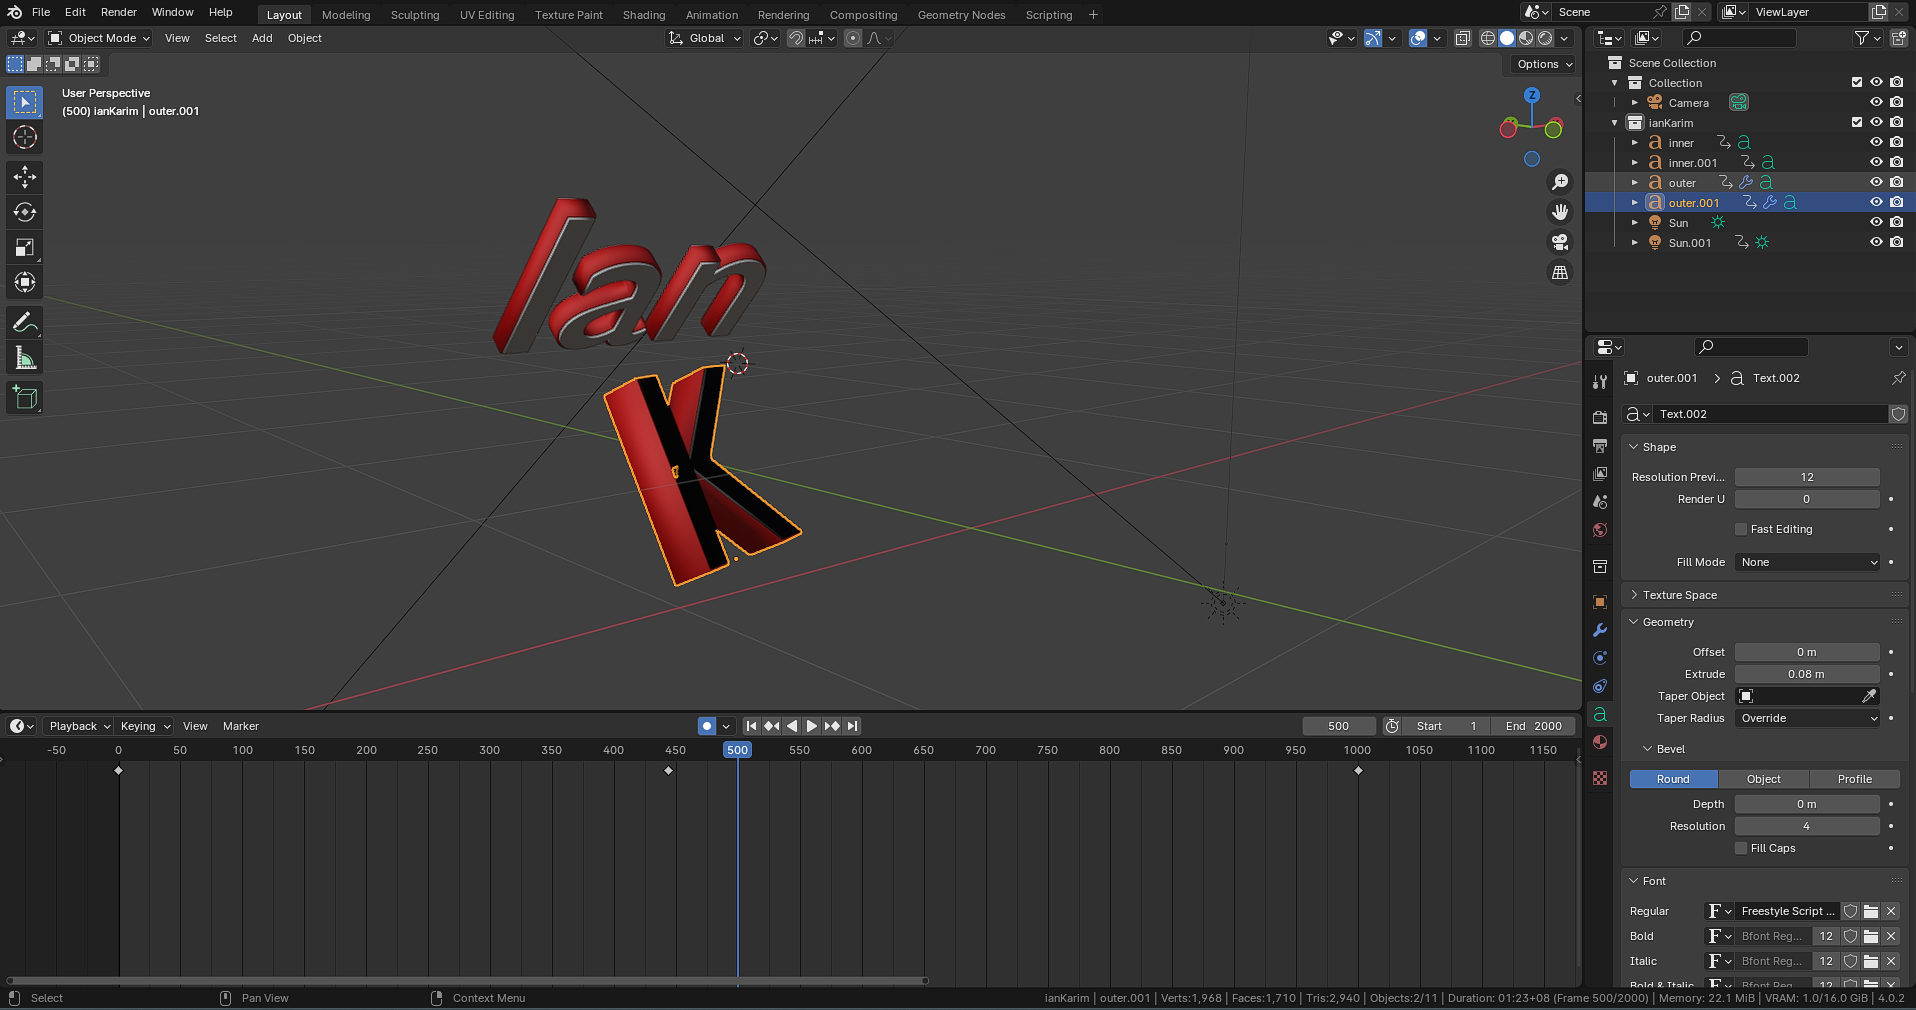 File Edit Render Window Help Layout Modeling Sculpting UV Editing Texture Paint Shading Animation Rendering Compositing Geometry Nodes Scripting + Scene ViewLayer
Object Mode View Select Add Object Global
Options
User Perspective
(500) ianKarim | outer.001
Z
Ian
K
Scene Collection
Collection
Camera
ianKarim
inner
inner.001
outer
outer.001
Sun
Sun.001
outer.001 > Text.002
Text.002
Shape
Resolution Previ... 12
Render U 0
Fast Editing
Fill Mode None
Texture Space
Geometry
Offset 0 m
Extrude 0.08 m
Taper Object
Taper Radius Override
Bevel
Round Object Profile
Depth 0 m
Resolution 4
Fill Caps
Font
Regular F Freestyle Script ...
Bold F Bfont Reg... 12
Italic F Bfont Reg... 12
Bold & Italic
Playback Keying View Marker 500 Start 1 End 2000
-50 0 50 100 150 200 250 300 350 400 450 500 550 600 650 700 750 800 850 900 950 1000 1050 1100 1150
Select Pan View Context Menu ianKarim | outer.001 | Verts:1,968 | Faces:1,710 | Tris:2,940 | Objects:2/11 | Duration: 01:23+08 (Frame 500/2000) | Memory: 22.1 MiB | VRAM: 1.0/16.0 GiB | 4.0.2